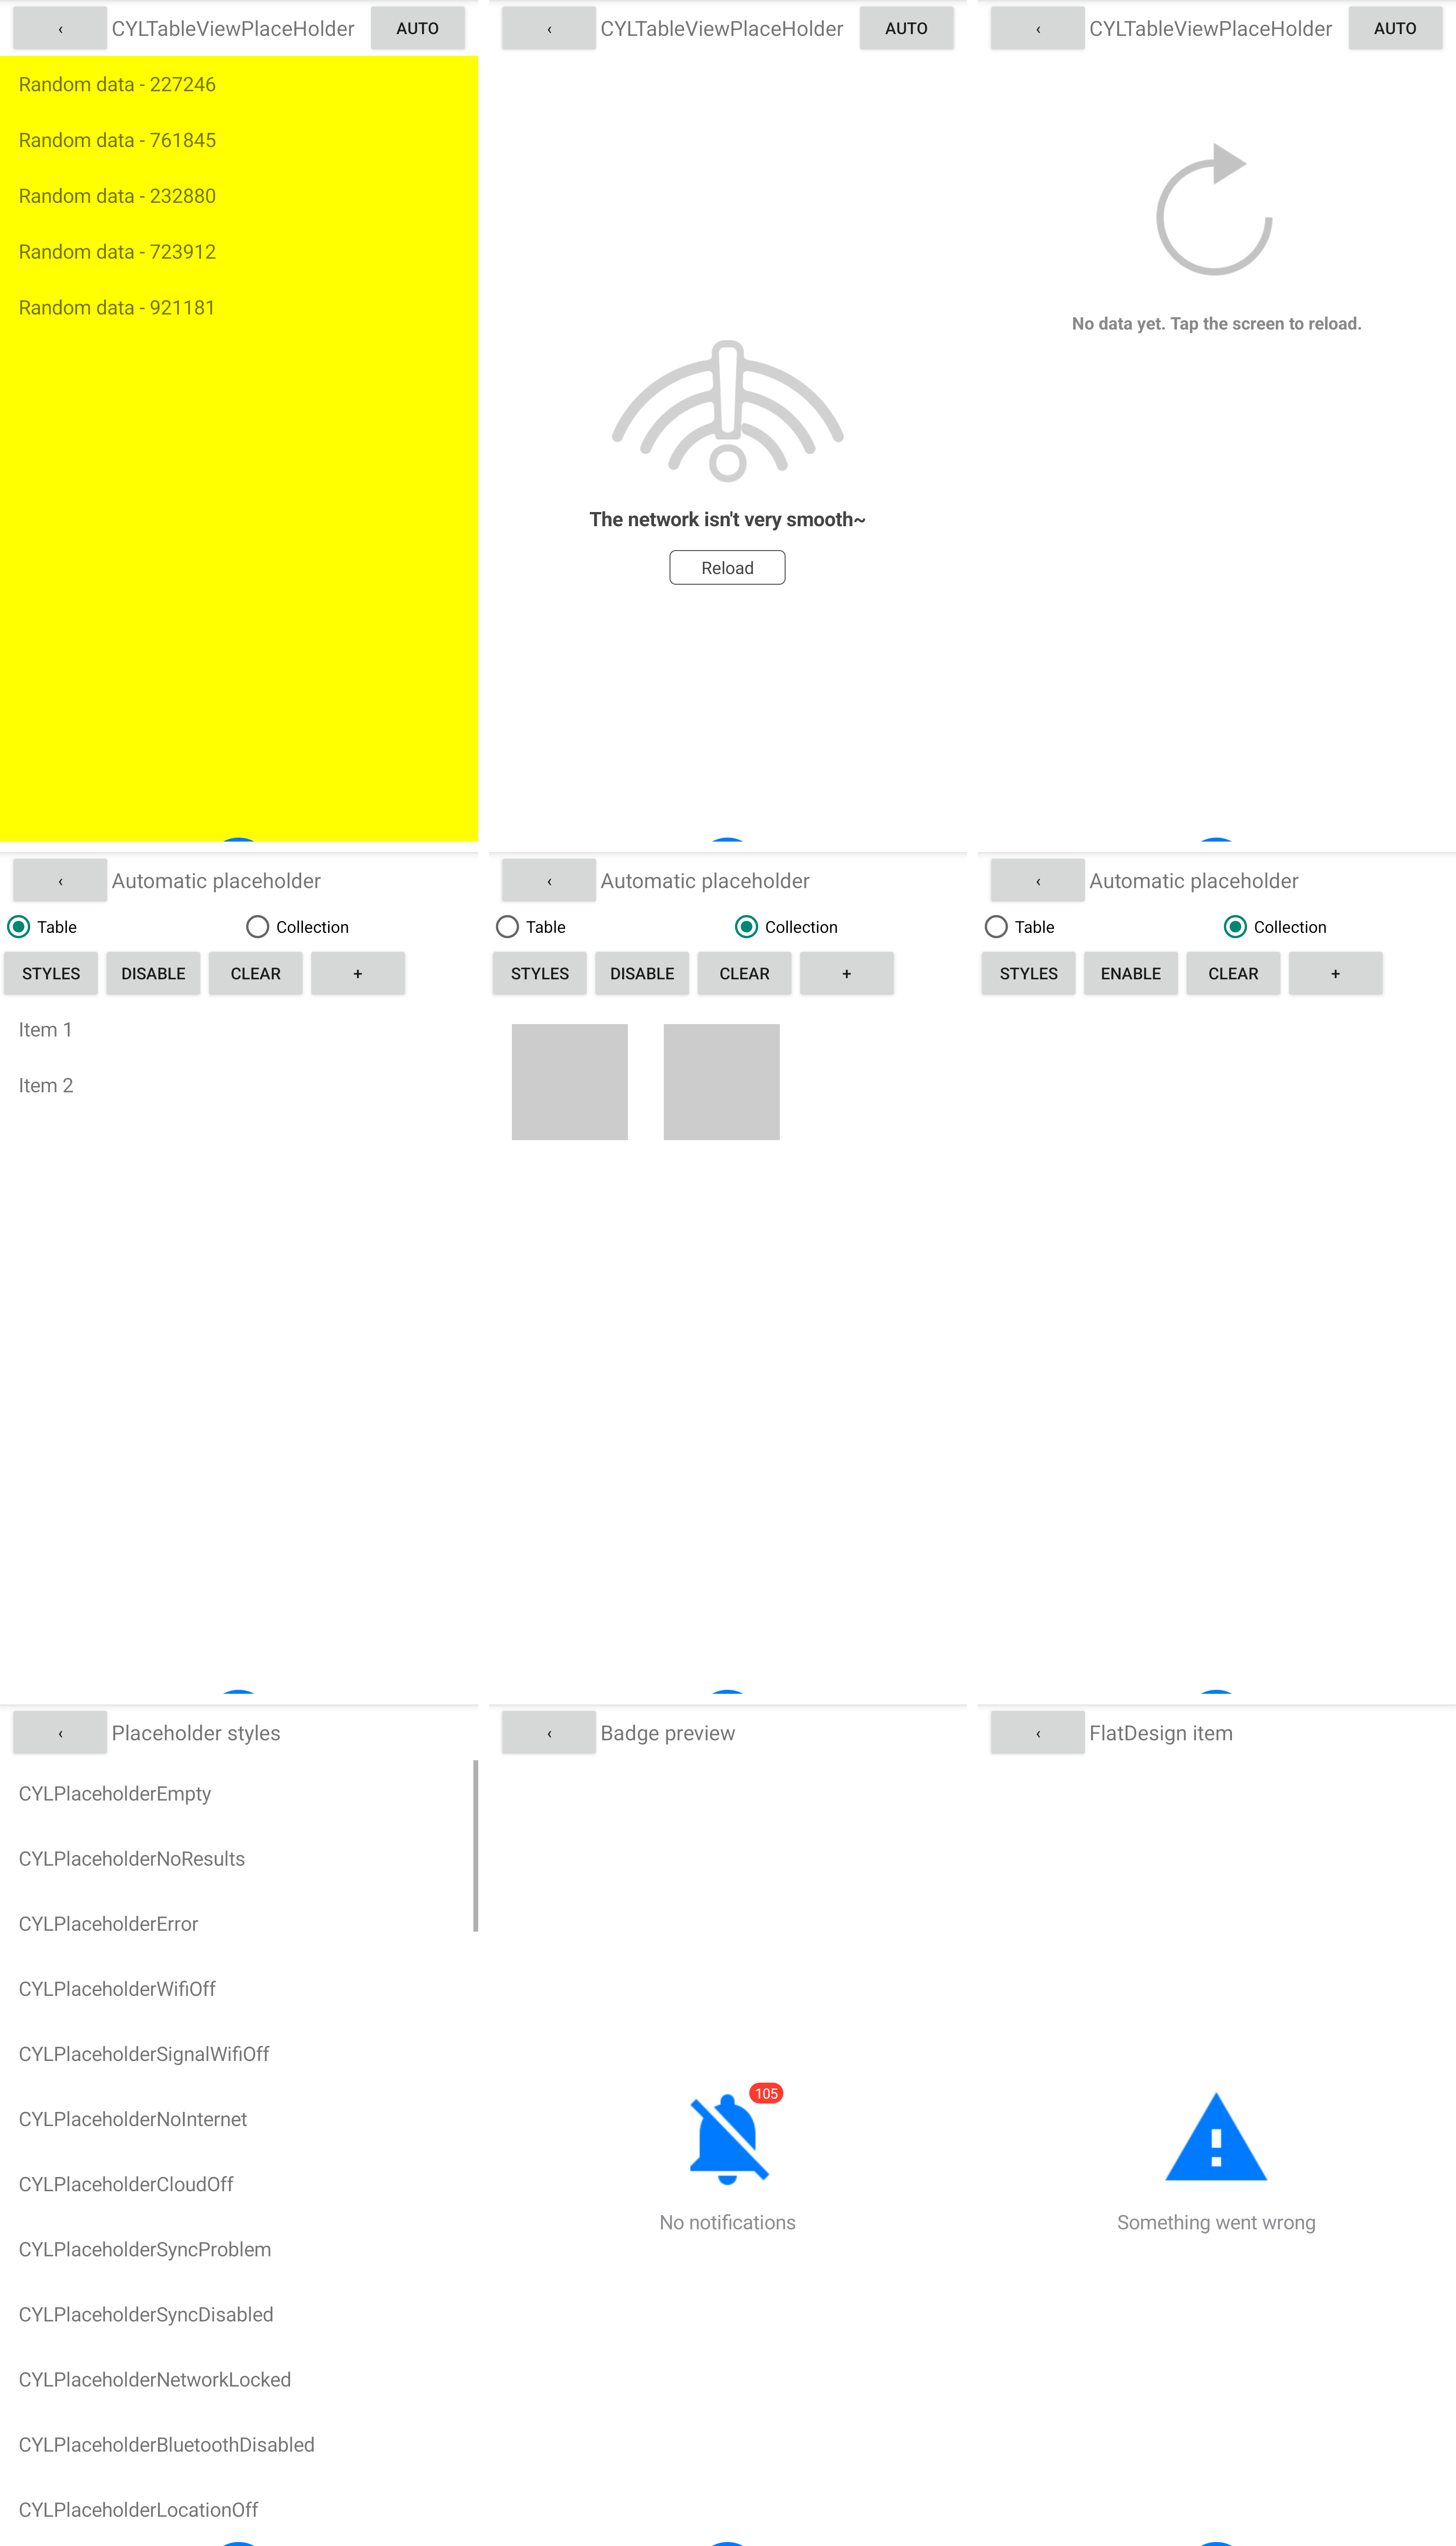 ‹ CYLTableViewPlaceHolder AUTO
Random data - 227246
Random data - 761845
Random data - 232880
Random data - 723912
Random data - 921181
‹ CYLTableViewPlaceHolder AUTO
The network isn't very smooth~
Reload
‹ CYLTableViewPlaceHolder AUTO
No data yet. Tap the screen to reload.
‹ Automatic placeholder
Table Collection
STYLES DISABLE CLEAR +
Item 1
Item 2
‹ Automatic placeholder
Table Collection
STYLES DISABLE CLEAR +
‹ Automatic placeholder
Table Collection
STYLES ENABLE CLEAR +
‹ Placeholder styles
CYLPlaceholderEmpty
CYLPlaceholderNoResults
CYLPlaceholderError
CYLPlaceholderWifiOff
CYLPlaceholderSignalWifiOff
CYLPlaceholderNoInternet
CYLPlaceholderCloudOff
CYLPlaceholderSyncProblem
CYLPlaceholderSyncDisabled
CYLPlaceholderNetworkLocked
CYLPlaceholderBluetoothDisabled
CYLPlaceholderLocationOff
‹ Badge preview
105
No notifications
‹ FlatDesign item
Something went wrong